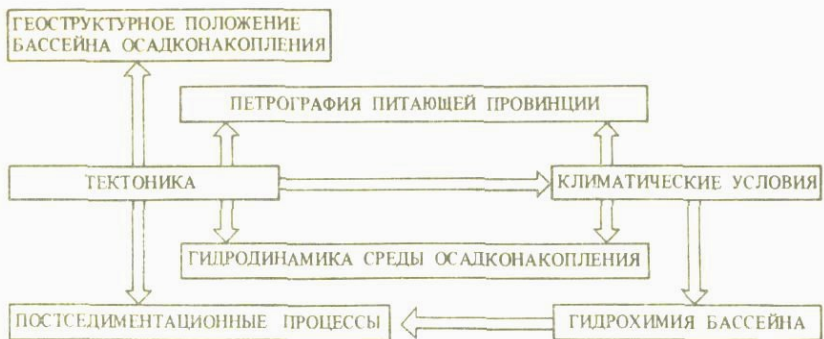 ГЕОСТРУКТУРНОЕ ПОЛОЖЕНИЕ
БАССЕЙНА ОСАДКОНАКОПЛЕНИЯ
ПЕТРОГРАФИЯ ПИТАЮЩЕЙ ПРОВИНЦИИ
ТЕКТОНИКА
КЛИМАТИЧЕСКИЕ УСЛОВИЯ
ГИДРОДИНАМИКА СРЕДЫ ОСАДКОНАКОПЛЕНИЯ
ПОСТСЕДИМЕНТАЦИОННЫЕ ПРОЦЕССЫ
ГИДРОХИМИЯ БАССЕЙНА